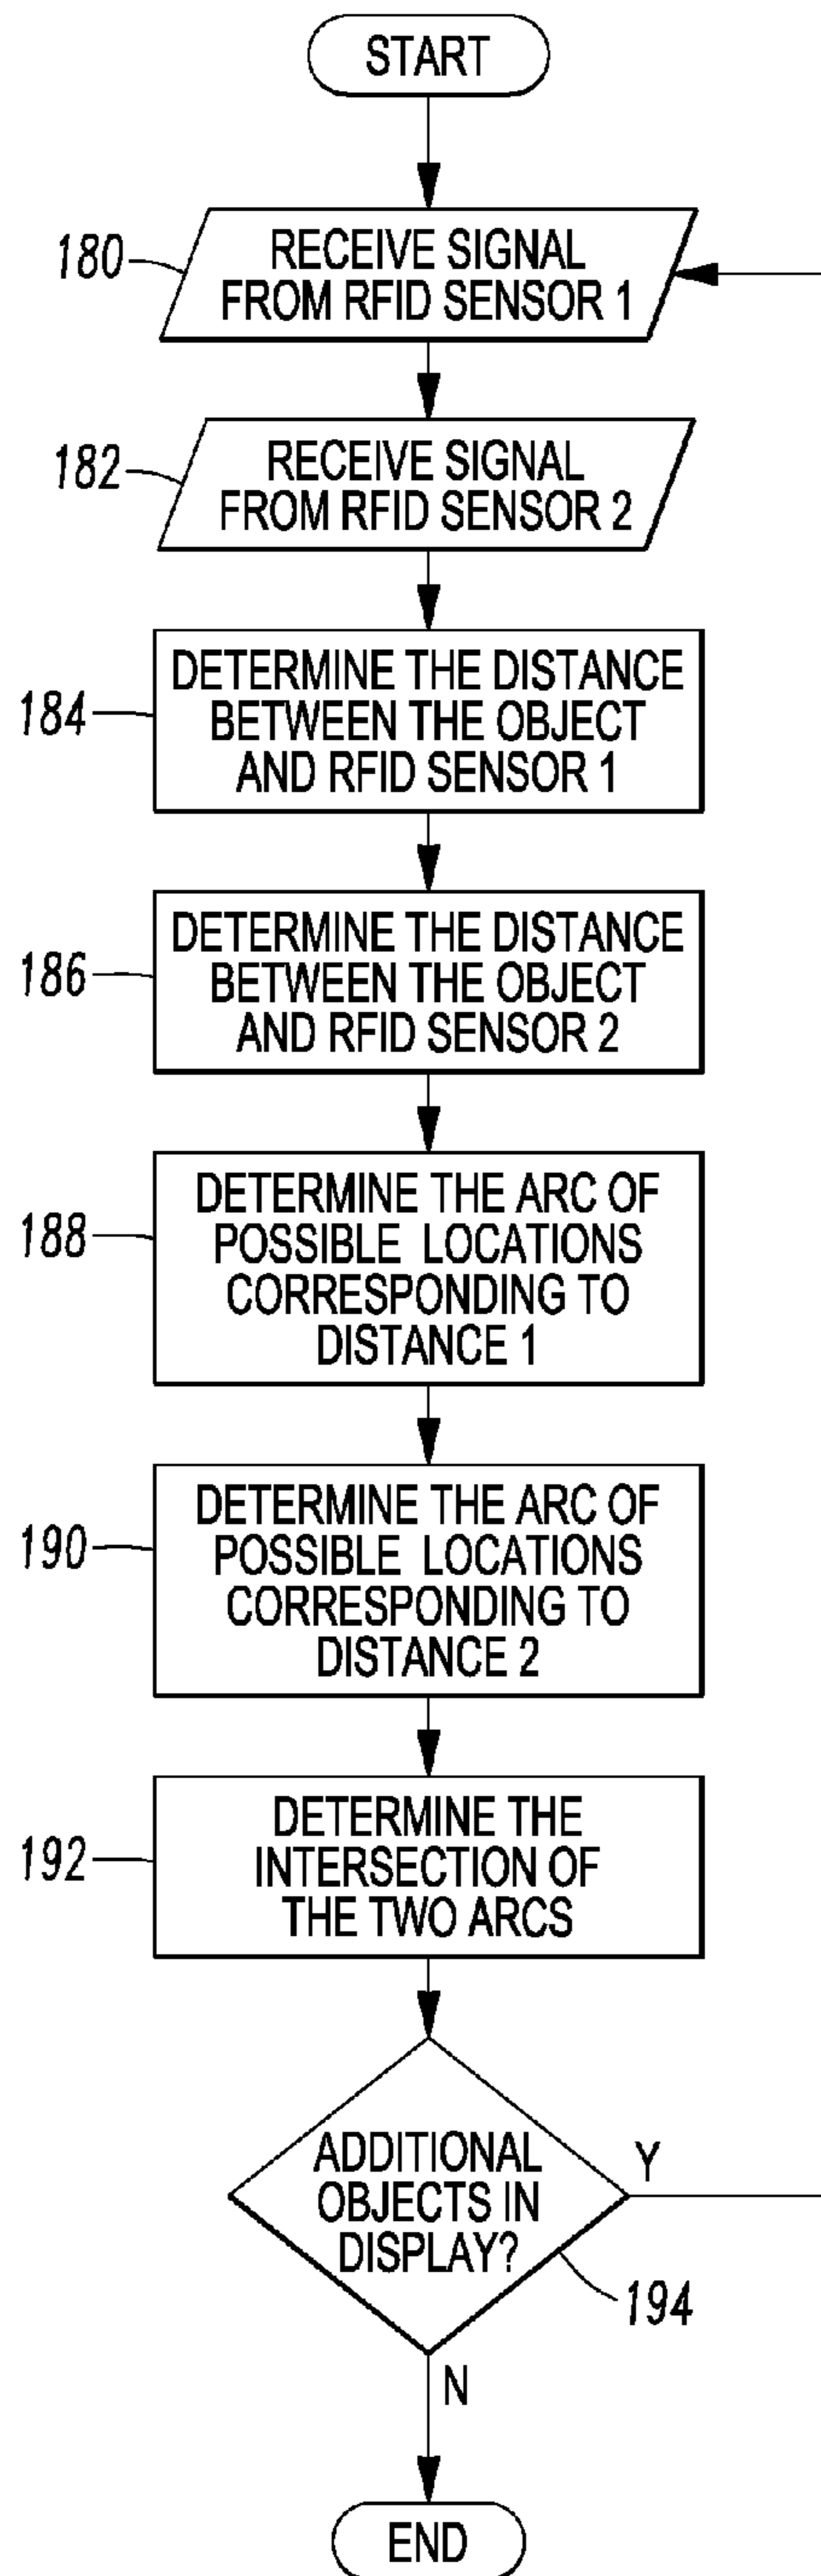 START
180
RECEIVE SIGNAL
FROM RFID SENSOR 1
182
RECEIVE SIGNAL
FROM RFID SENSOR 2
184
DETERMINE THE DISTANCE
BETWEEN THE OBJECT
AND RFID SENSOR 1
186
DETERMINE THE DISTANCE
BETWEEN THE OBJECT
AND RFID SENSOR 2
188
DETERMINE THE ARC OF
POSSIBLE LOCATIONS
CORRESPONDING TO
DISTANCE 1
190
DETERMINE THE ARC OF
POSSIBLE LOCATIONS
CORRESPONDING TO
DISTANCE 2
192
DETERMINE THE
INTERSECTION OF
THE TWO ARCS
ADDITIONAL
OBJECTS IN
DISPLAY?
Y
194
N
END